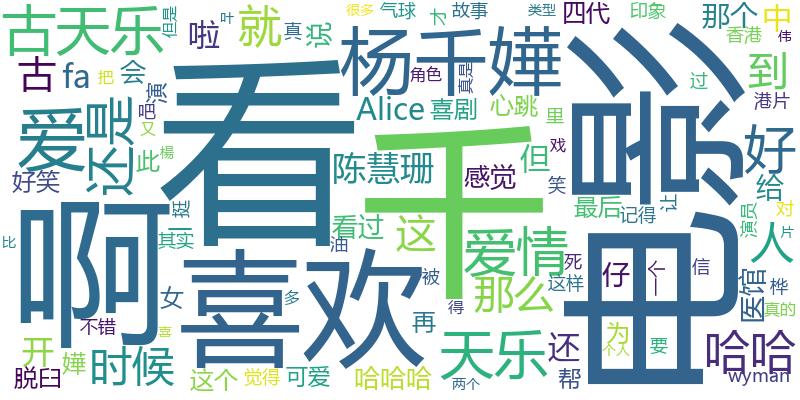 很多 气球 才 故事 四代 印象 那个 中
古天乐 但是 乒 啦 就 真 说 杨千嬅 香港 伟
古 fa 把 会 演 吧 角色 真是 电影 过 到
看 千 Alice 喜剧 心跳 里 港片
爱 还是 又 陈慧珊 感觉 但 戏 好
好笑 此 楊 笑 给
挺 看过 这 爱情 最后 记得 让 演员 对 片
比 啊 其实 油 人
喜欢 女 多 被 那么 死 这样 仔 信 医馆 桦
不错 喜 再 得 真的
开 嬅 时候 天乐 还 为 个人 要 哈哈
脱臼 这个 觉得 可爱 哈哈哈 两个 帮 类型 wyman